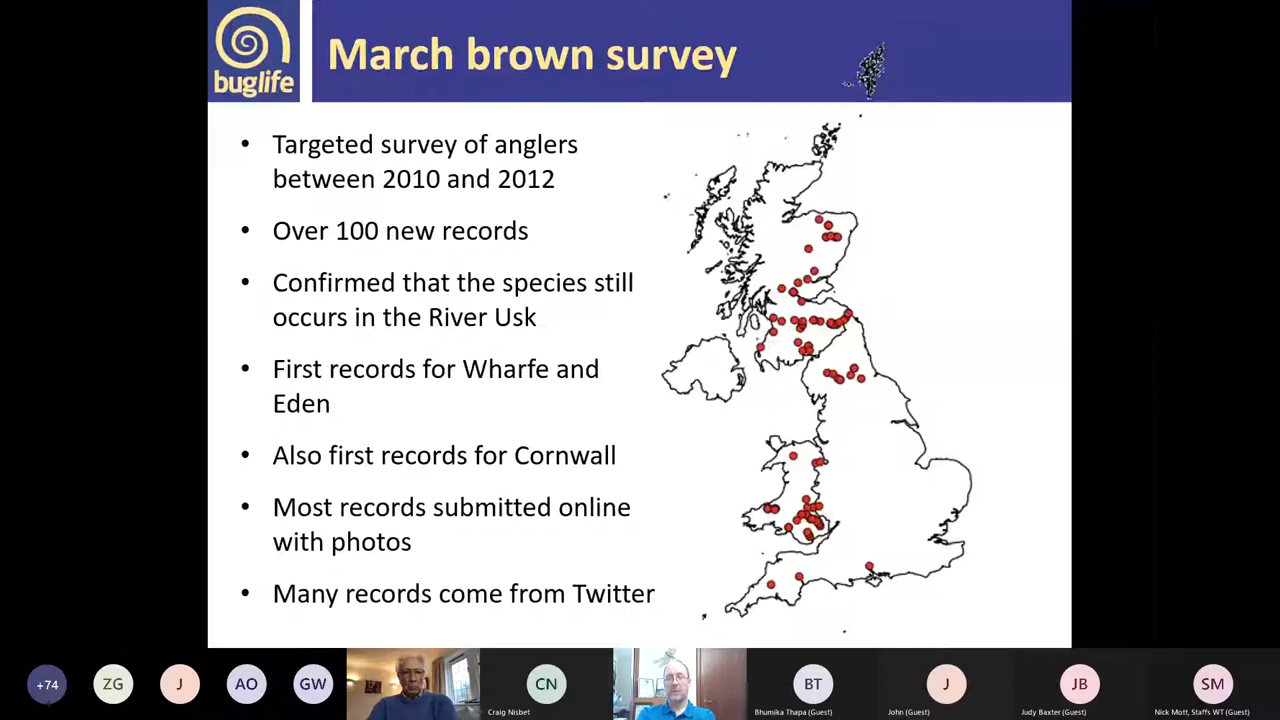 buglife
March brown survey
• Targeted survey of anglers
between 2010 and 2012
• Over 100 new records
• Confirmed that the species still
occurs in the River Usk
• First records for Wharfe and
Eden
• Also first records for Cornwall
• Most records submitted online
with photos
• Many records come from Twitter
+74
ZG
J
AO
GW
CN
Craig Nisbet
BT
Bhumika Thapa (Guest)
J
John (Guest)
JB
Judy Baxter (Guest)
SM
Nick Mott, Staffs WT (Guest)